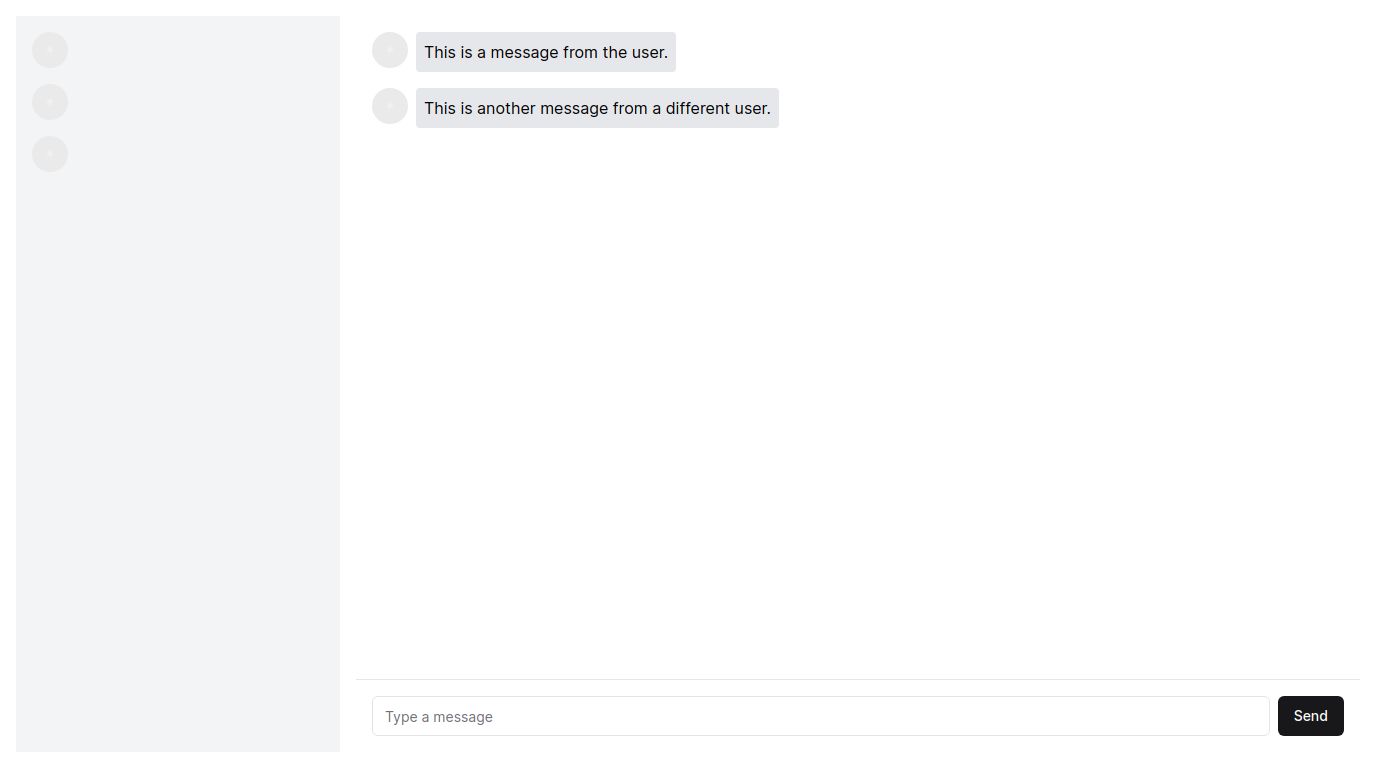 This is a message from the user.
This is another message from a different user.
Type a message
Send